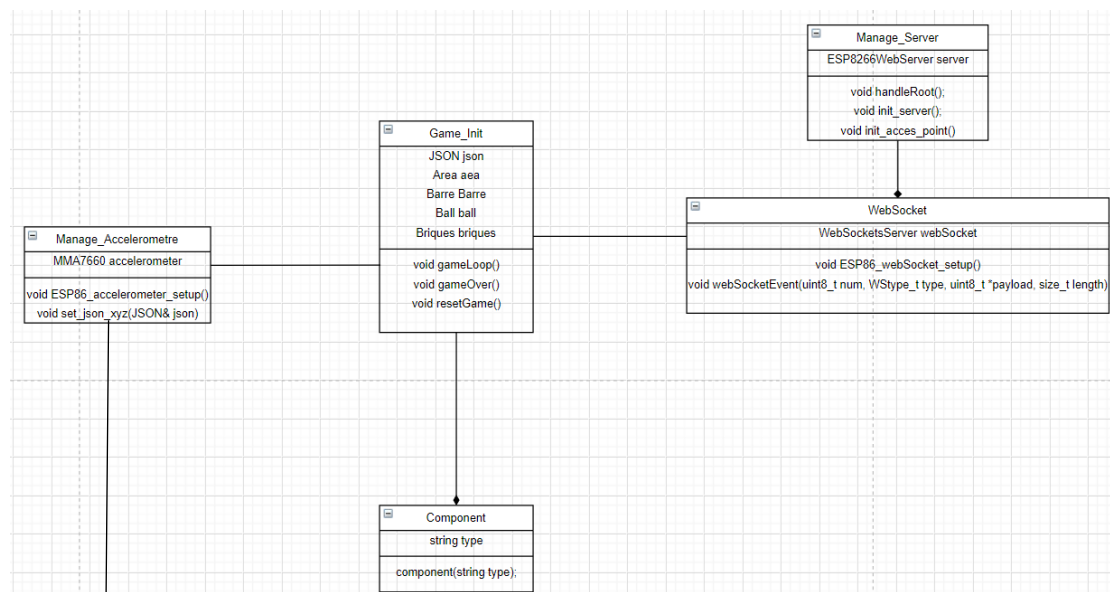 Manage_Server
ESP8266WebServer server
void handleRoot();
void init_server();
void init_acces_point()
Game_Init
JSON json
Area aea
Barre Barre
Ball ball
Briques briques
void gameLoop()
void gameOver()
void resetGame()
WebSocket
WebSocketsServer webSocket
void ESP86_webSocket_setup()
void webSocketEvent(uint8_t num, WStype_t type, uint8_t *payload, size_t length)
Manage_Accelerometre
MMA7660 accelerometer
void ESP86_accelerometer_setup()
void set_json_xyz(JSON& json)
Component
string type
component(string type);